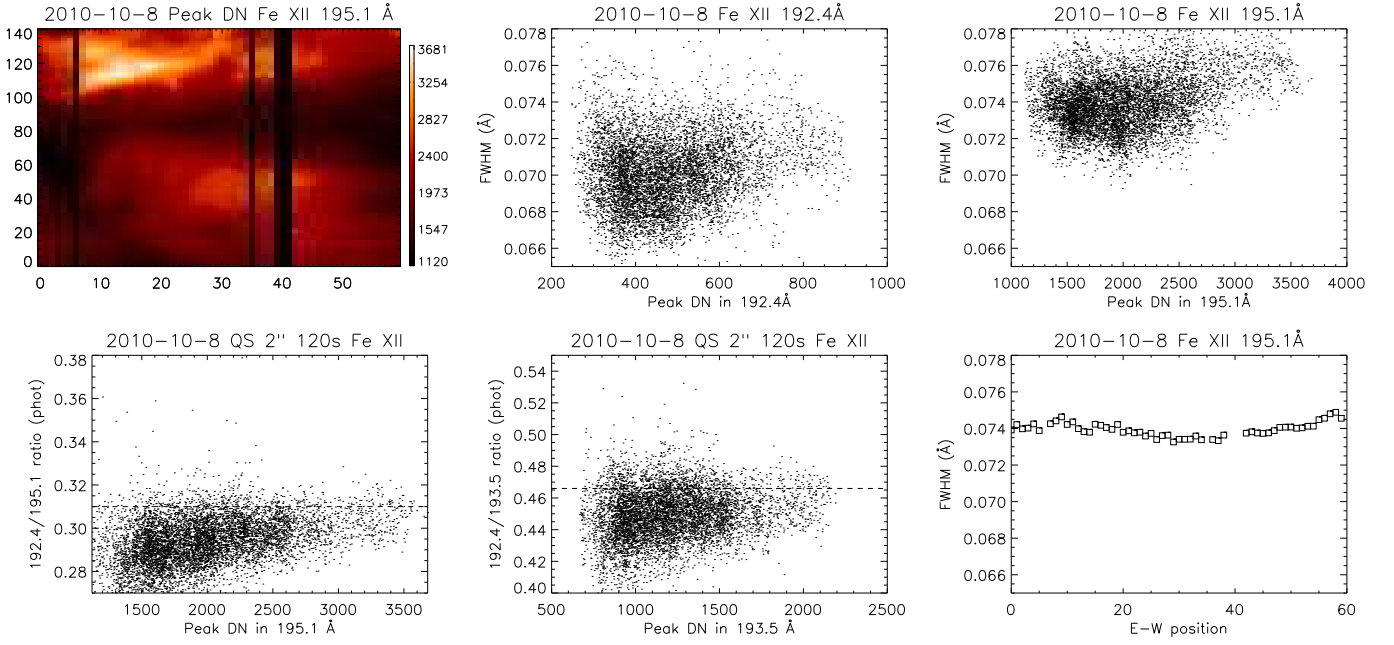 2010-10-8 Peak DN Fe XII 195.1 Å
140
120
100
80
60
40
20
0
0 10 20 30 40 50
3681
3254
2827
2400
1973
1547
1120
2010-10-8 Fe XII 192.4Å
0.078
0.076
0.074
0.072
0.070
0.068
0.066
FWHM (Å)
200 400 600 800 1000
Peak DN in 192.4Å
2010-10-8 Fe XII 195.1Å
0.078
0.076
0.074
0.072
0.070
0.068
0.066
FWHM (Å)
1000 1500 2000 2500 3000 3500 4000
Peak DN in 195.1Å
2010-10-8 QS 2'' 120s Fe XII
0.38
0.36
0.34
0.32
0.30
0.28
192.4/195.1 ratio (phot)
1500 2000 2500 3000 3500
Peak DN in 195.1 Å
2010-10-8 QS 2'' 120s Fe XII
0.54
0.52
0.50
0.48
0.46
0.44
0.42
0.40
192.4/193.5 ratio (phot)
500 1000 1500 2000 2500
Peak DN in 193.5 Å
2010-10-8 Fe XII 195.1Å
0.078
0.076
0.074
0.072
0.070
0.068
0.066
FWHM (Å)
0 20 40 60
E-W position